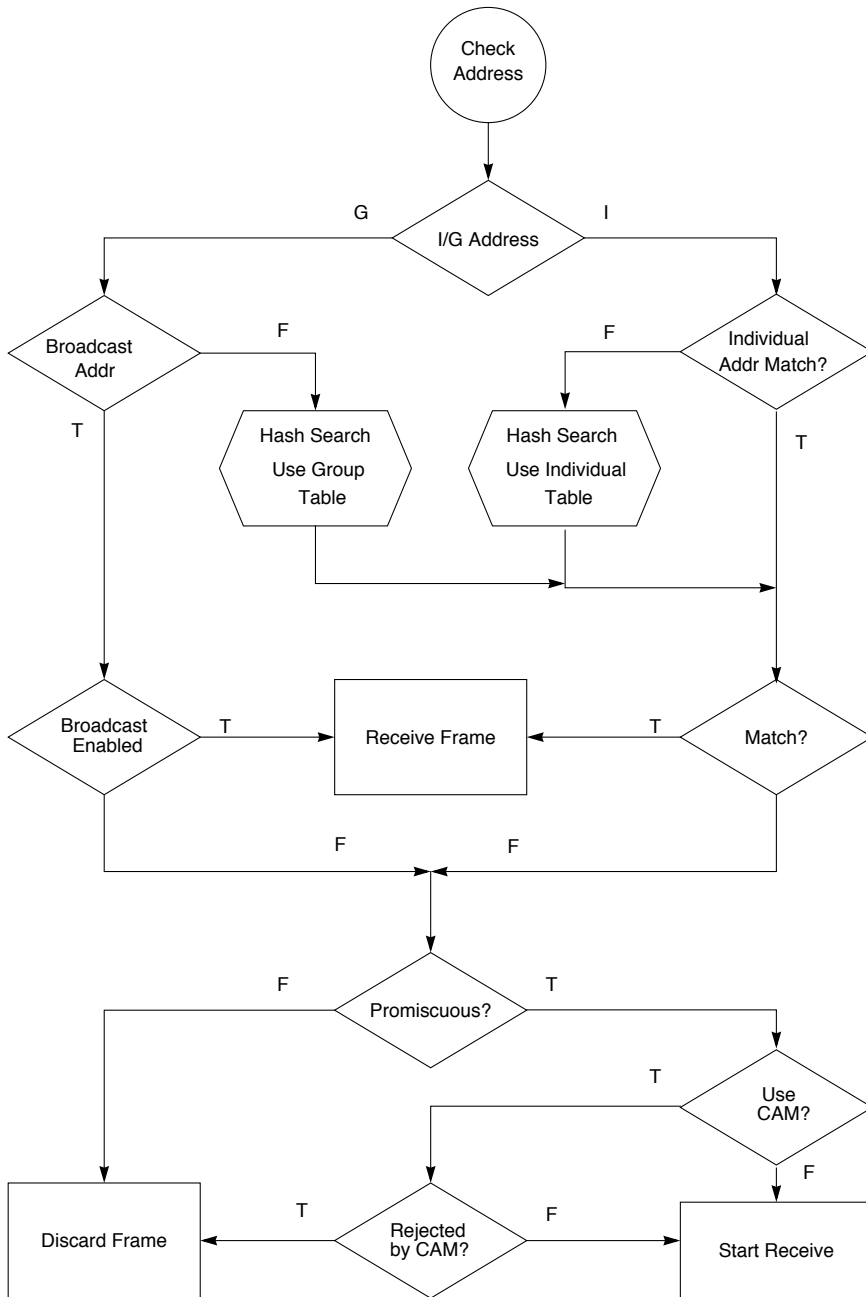 Check
Address
G
I
I/G Address
Broadcast
Addr
F
F
Individual
Addr Match?
T
T
Hash Search
Use Group
Table
Hash Search
Use Individual
Table
Broadcast
Enabled
T
Receive Frame
T
Match?
F
F
F
Promiscuous?
T
T
Use
CAM?
F
Discard Frame
T
Rejected
by CAM?
F
Start Receive